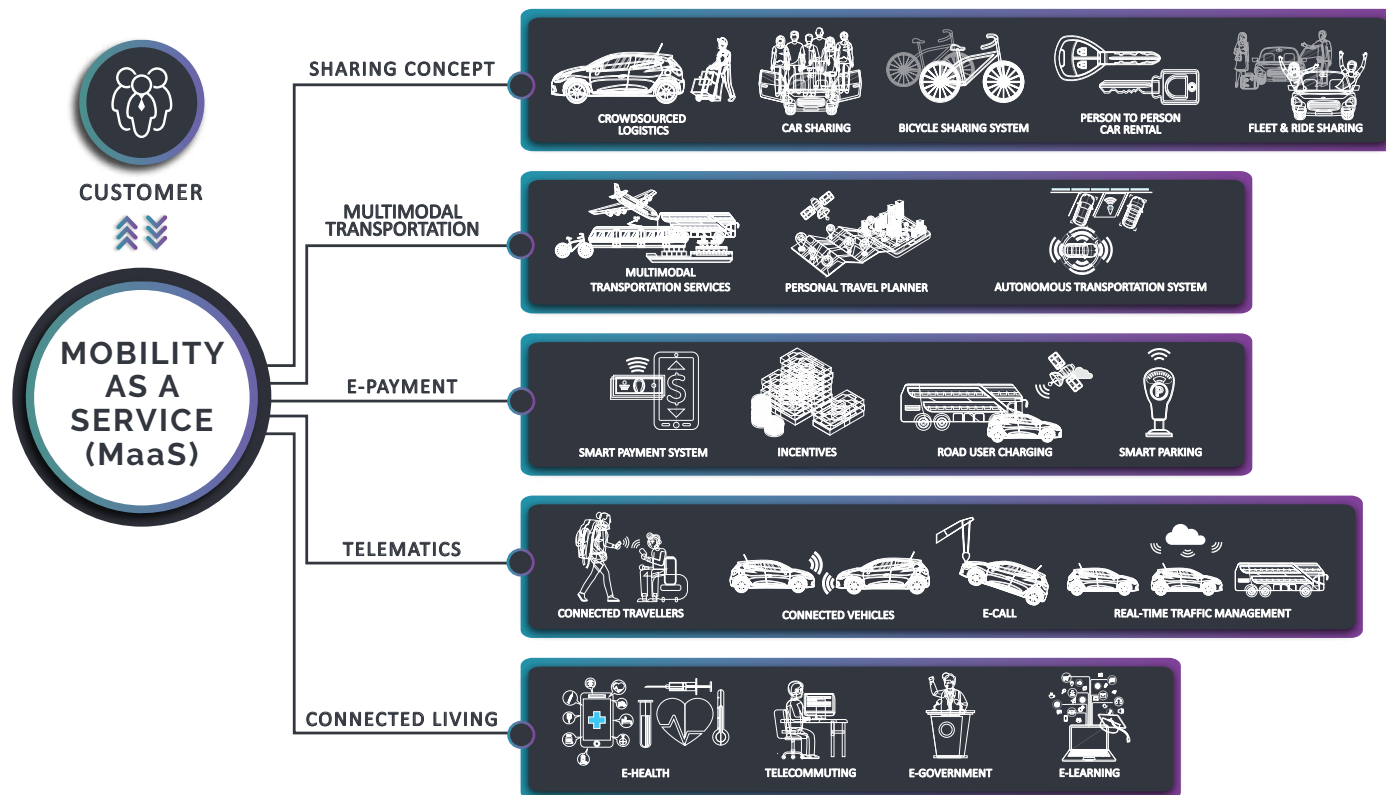 CUSTOMER
MOBILITY
AS A
SERVICE
(MaaS)
SHARING CONCEPT
CROWDSOURCED
LOGISTICS
CAR SHARING
BICYCLE SHARING SYSTEM
PERSON TO PERSON
CAR RENTAL
FLEET & RIDE SHARING
MULTIMODAL
TRANSPORTATION
MULTIMODAL
TRANSPORTATION SERVICES
PERSONAL TRAVEL PLANNER
AUTONOMOUS TRANSPORTATION SYSTEM
E-PAYMENT
$
SMART PAYMENT SYSTEM
INCENTIVES
ROAD USER CHARGING
P
SMART PARKING
TELEMATICS
CONNECTED TRAVELLERS
CONNECTED VEHICLES
E-CALL
REAL-TIME TRAFFIC MANAGEMENT
CONNECTED LIVING
E-HEALTH
TELECOMMUTING
E-GOVERNMENT
E-LEARNING